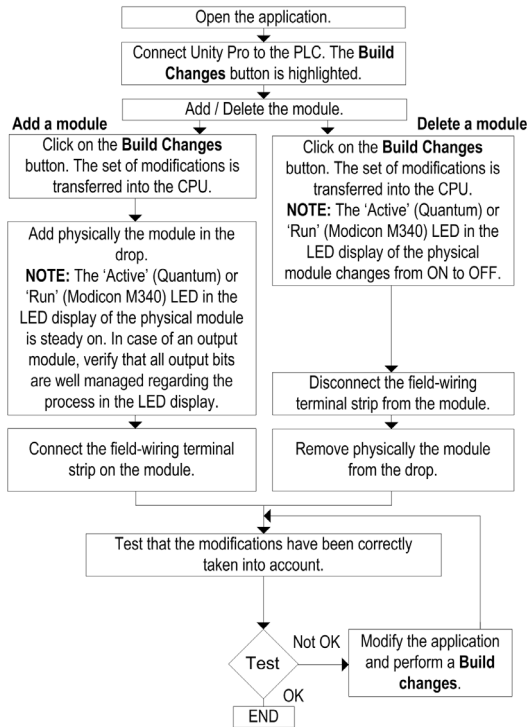 Open the application.
Connect Unity Pro to the PLC. The Build
Changes button is highlighted.
Add / Delete the module.
Add a module
Click on the Build Changes
button. The set of modifications is
transferred into the CPU.
Add physically the module in the
drop.
NOTE: The 'Active' (Quantum) or
'Run' (Modicon M340) LED in the
LED display of the physical module
is steady on. In case of an output
module, verify that all output bits
are well managed regarding the
process in the LED display.
Connect the field-wiring terminal
strip on the module.
Delete a module
Click on the Build Changes
button. The set of modifications is
transferred into the CPU.
NOTE: The 'Active' (Quantum) or
'Run' (Modicon M340) LED in the
LED display of the physical
module changes from ON to OFF.
Disconnect the field-wiring
terminal strip from the module.
Remove physically the module
from the drop.
Test that the modifications have been correctly
taken into account.
Test
Not OK
Modify the application
and perform a Build
changes.
OK
END